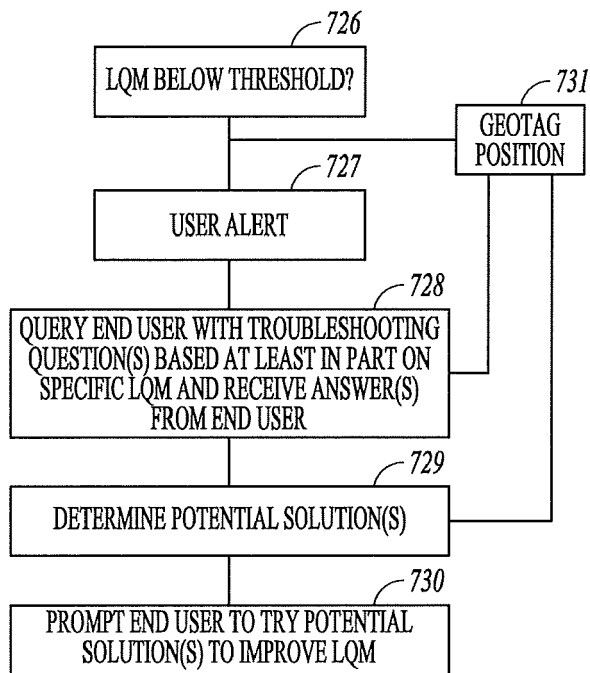 726
LQM BELOW THRESHOLD?
731
GEOTAG
POSITION
727
USER ALERT
728
QUERY END USER WITH TROUBLESHOOTING
QUESTION(S) BASED AT LEAST IN PART ON
SPECIFIC LQM AND RECEIVE ANSWER(S)
FROM END USER
729
DETERMINE POTENTIAL SOLUTION(S)
730
PROMPT END USER TO TRY POTENTIAL
SOLUTION(S) TO IMPROVE LQM